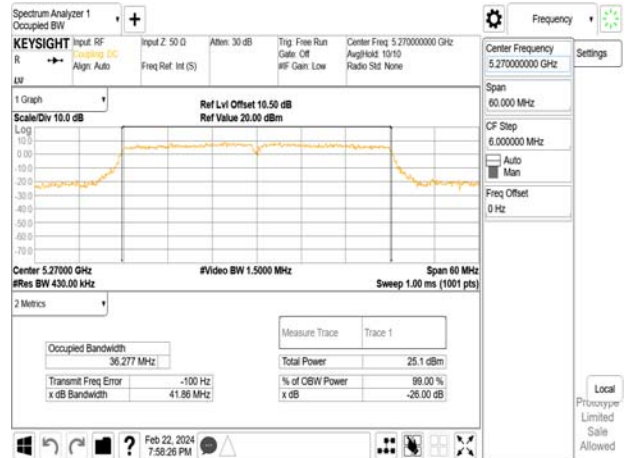 Spectrum Analyzer 1
Occupied BW
+
Frequency
KEYSIGHT
R
Input: RF
Coupling: DC
Align: Auto
Input Z: 50 Ω
Freq Ref: Int (S)
Atten: 30 dB
Trig: Free Run
Gate: Off
#IF Gain: Low
Center Freq: 5.270000000 GHz
Avg|Hold: 10/10
Radio Std: None
LXI
Center Frequency
5.270000000 GHz
Settings
Span
60.000 MHz
CF Step
6.000000 MHz
Auto
Man
Freq Offset
0 Hz
1 Graph
Scale/Div 10.0 dB
Ref Lvl Offset 10.50 dB
Ref Value 20.00 dBm
Log
10.0
0.00
-10.0
-20.0
-30.0
-40.0
-50.0
-60.0
-70.0
Center 5.27000 GHz
#Video BW 1.5000 MHz
Span 60 MHz
#Res BW 430.00 kHz
Sweep 1.00 ms (1001 pts)
2 Metrics
Measure Trace
Trace 1
Occupied Bandwidth
36.277 MHz
Total Power
25.1 dBm
Transmit Freq Error
-100 Hz
% of OBW Power
99.00 %
x dB Bandwidth
41.86 MHz
x dB
-26.00 dB
Local
Prototype
Limited
Sale
Allowed
?
Feb 22, 2024
7:58:26 PM